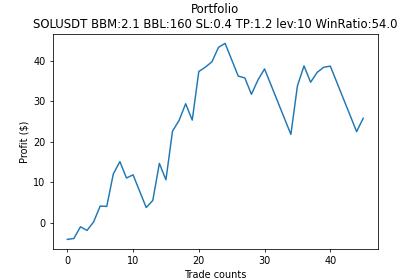 Portfolio
SOLUSDT BBM:2.1 BBL:160 SL:0.4 TP:1.2 lev:10 WinRatio:54.0
40
30
20
10
0
Profit ($)
0
10
20
30
40
Trade counts